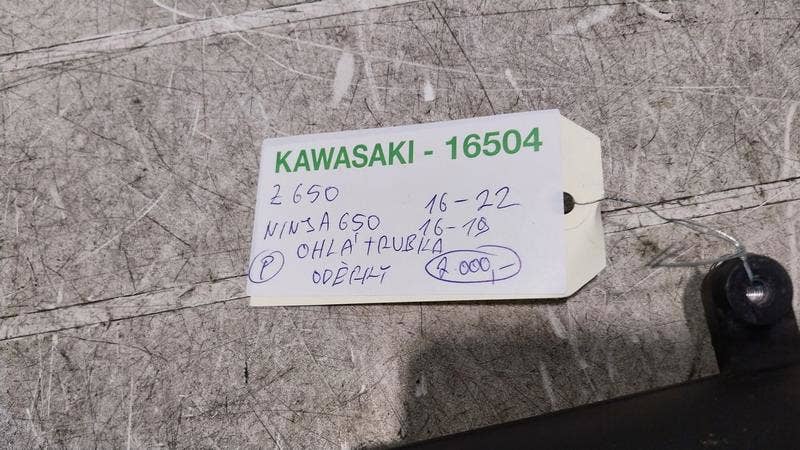 KAWASAKI - 16504
Z 650 16-22
NINJA 650 16-19
OHLÁ TRUBKA
P ODĚRKY 2.000,-